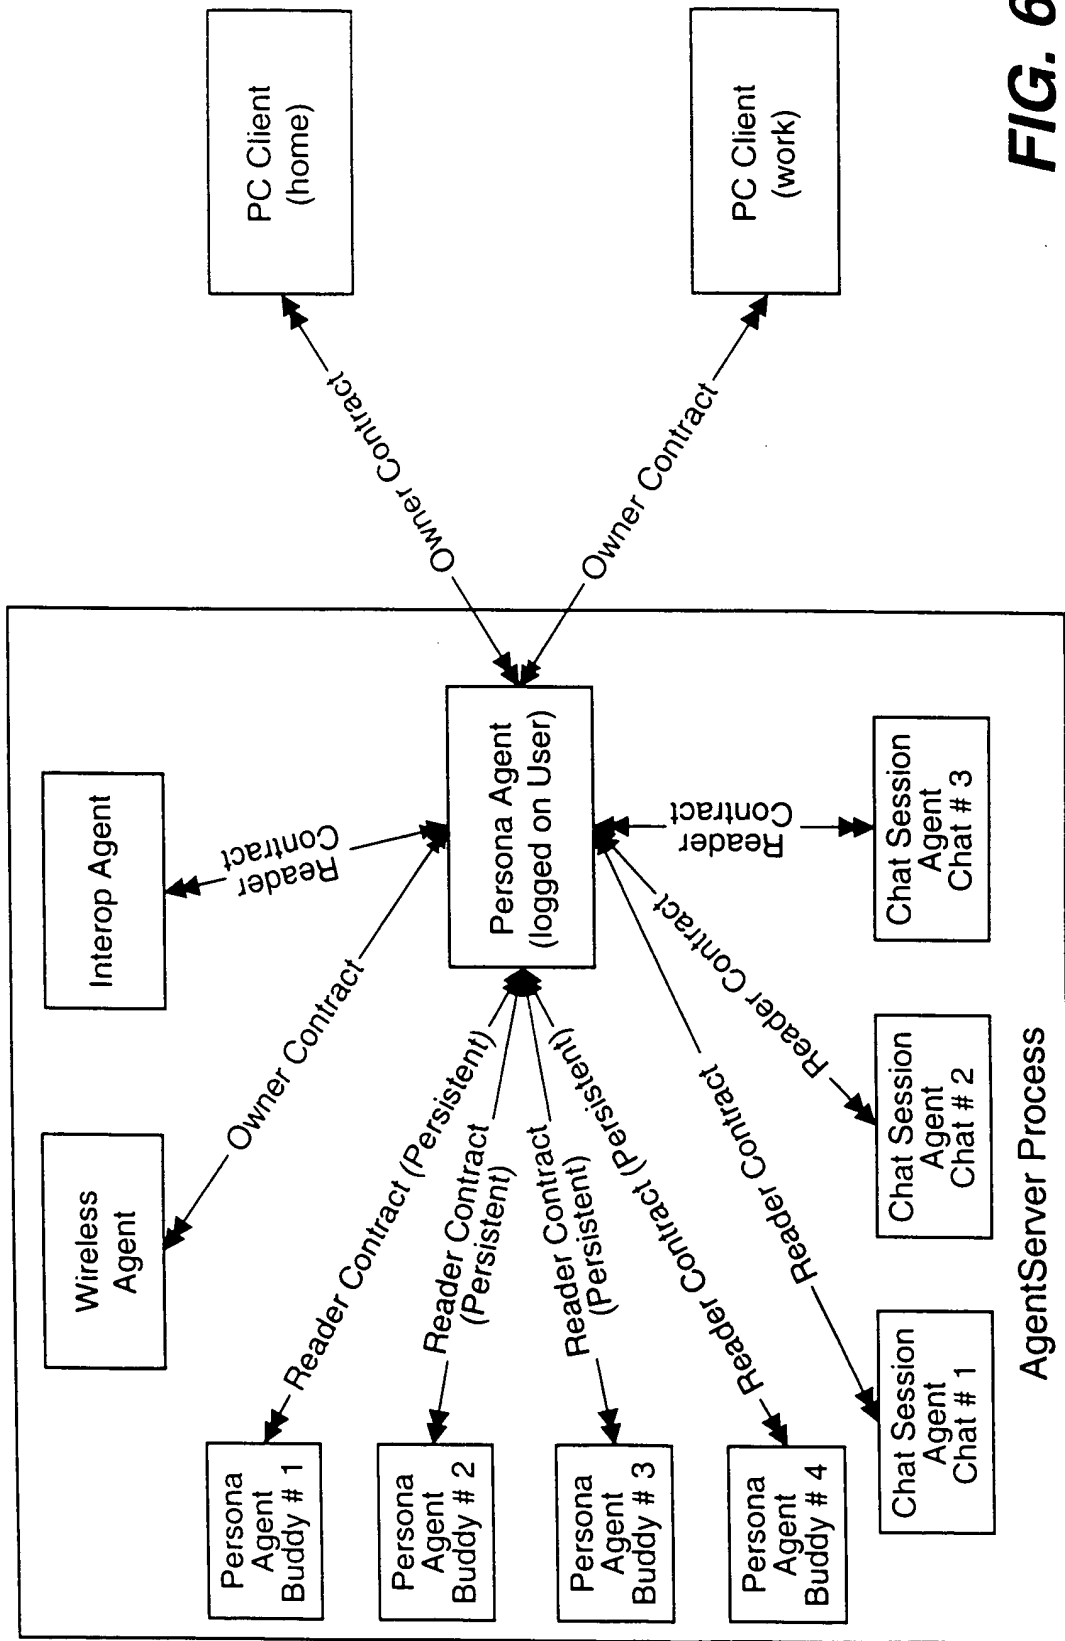 Wireless
Agent
Interop Agent
Owner Contract
Reader
Contract
Persona
Agent
Buddy # 1
Reader Contract (Persistent)
Persona
Agent
Buddy # 2
Reader Contract
(Persistent)
Persona
Agent
Buddy # 3
Reader Contract
(Persistent)
Persona
Agent
Buddy # 4
Reader Contract (Persistent)
Persona Agent
(logged on User)
Owner Contract
PC Client
(home)
Owner Contract
PC Client
(work)
Reader Contract
Chat Session
Agent
Chat # 1
Reader Contract
Chat Session
Agent
Chat # 2
Reader
Contract
Chat Session
Agent
Chat # 3
AgentServer Process
FIG. 6